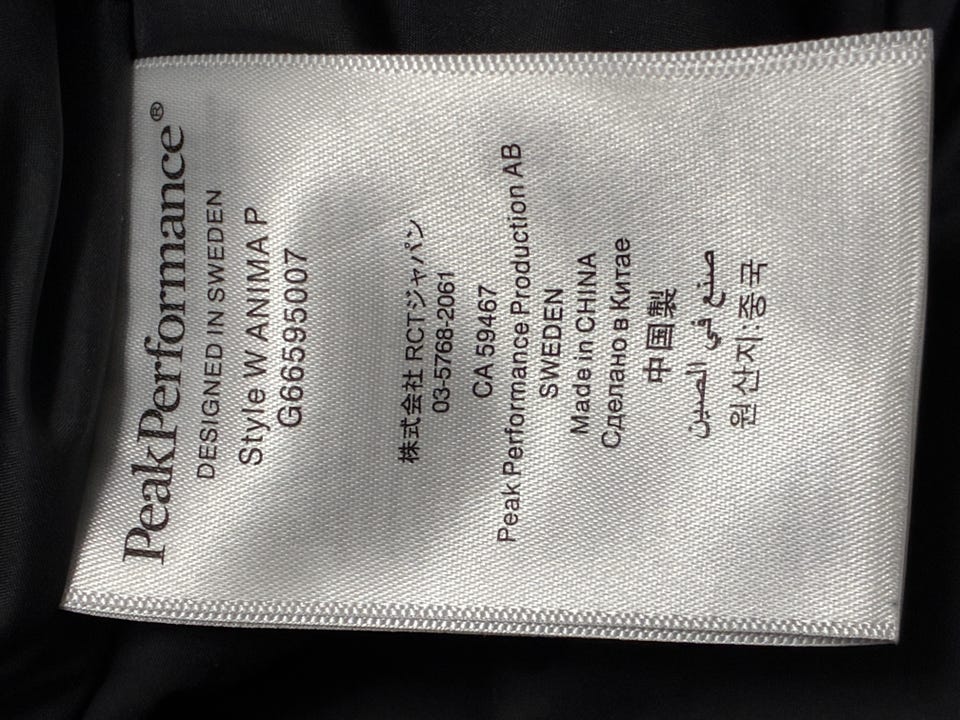 PeakPerformance®
DESIGNED IN SWEDEN
Style W ANIMA P
G66595007
株式会社 RCTジャパン
03-5768-2061
CA 59467
Peak Performance Production AB
SWEDEN
Made in CHINA
Сделано в Китае
中国製
صنع في الصين
원산지:중국